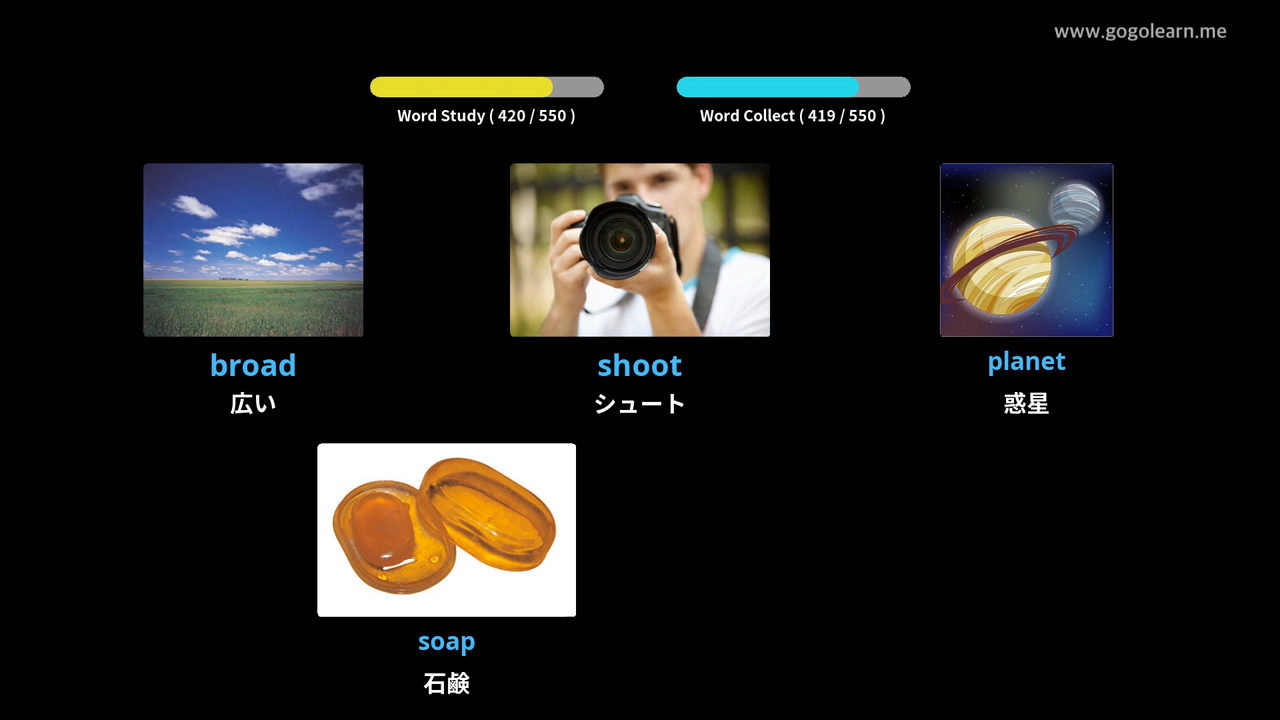 www.gogolearn.me
Word Study ( 420 / 550 )
Word Collect ( 419 / 550 )
broad
広い
shoot
シュート
planet
惑星
soap
石鹸